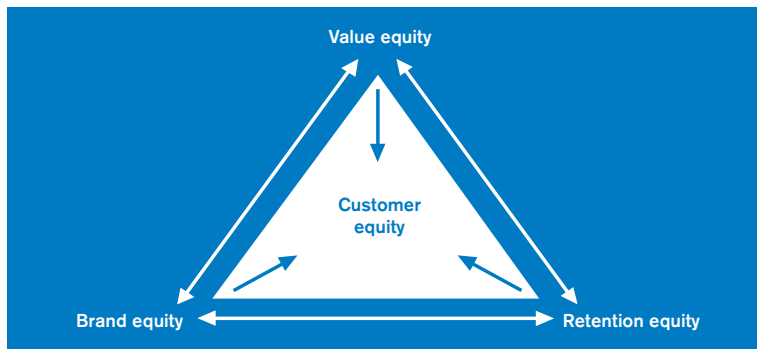 Value equity
Customer
equity
Brand equity
Retention equity